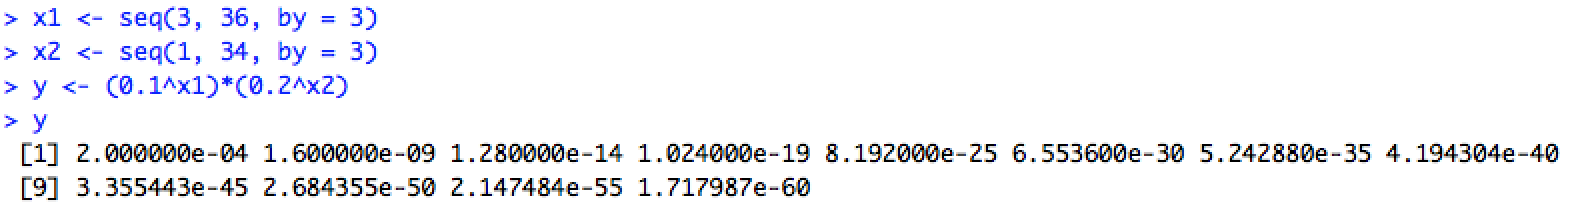 > x1 <- seq(3, 36, by = 3)
> x2 <- seq(1, 34, by = 3)
> y <- (0.1^x1)*(0.2^x2)
> y
[1] 2.000000e-04 1.600000e-09 1.280000e-14 1.024000e-19 8.192000e-25 6.553600e-30 5.242880e-35 4.194304e-40
[9] 3.355443e-45 2.684355e-50 2.147484e-55 1.717987e-60